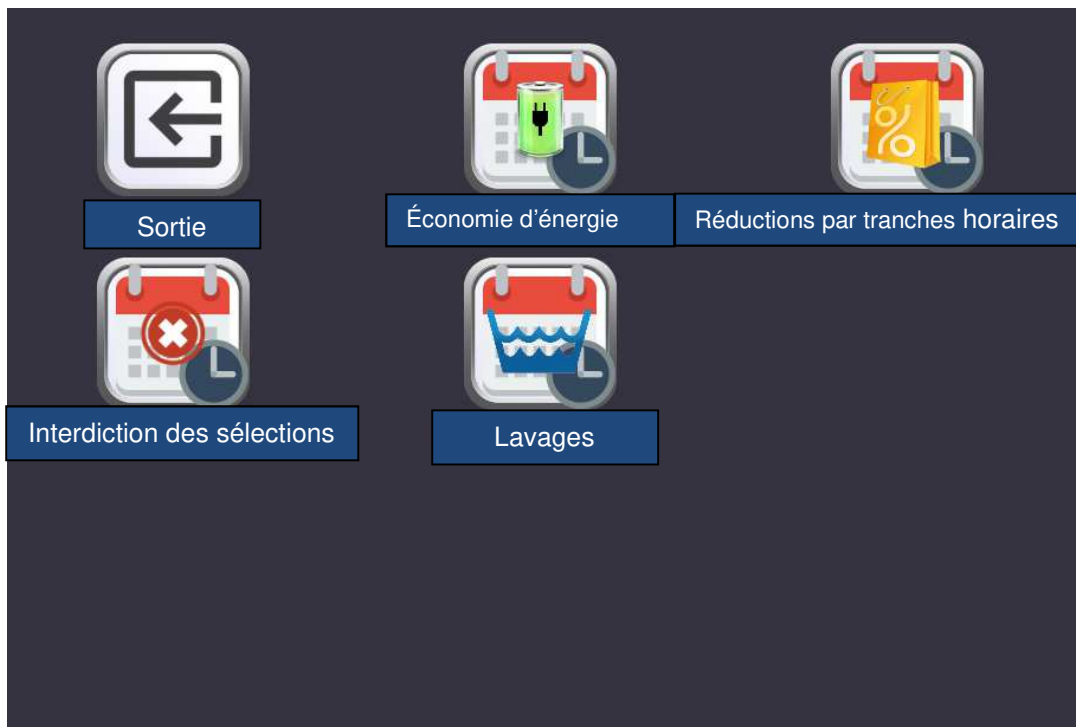 Sortie
Économie d'énergie
Réductions par tranches horaires
Interdiction des sélections
Lavages